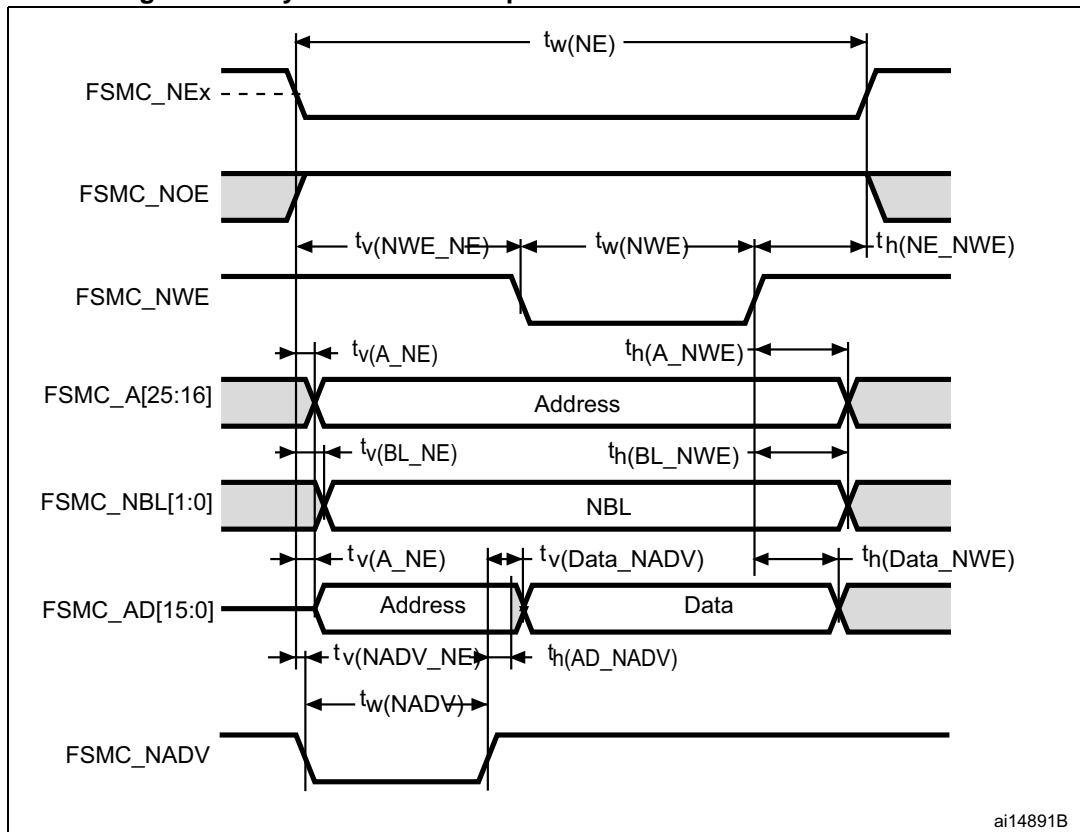 tw(NE)
FSMC_NEx
FSMC_NOE
tv(NWE_NE) tw(NWE) th(NE_NWE)
FSMC_NWE
tv(A_NE) th(A_NWE)
FSMC_A[25:16] Address
tv(BL_NE) th(BL_NWE)
FSMC_NBL[1:0] NBL
tv(A_NE) tv(Data_NADV) th(Data_NWE)
FSMC_AD[15:0] Address Data
tv(NADV_NE) th(AD_NADV)
tw(NADV)
FSMC_NADV
ai14891B